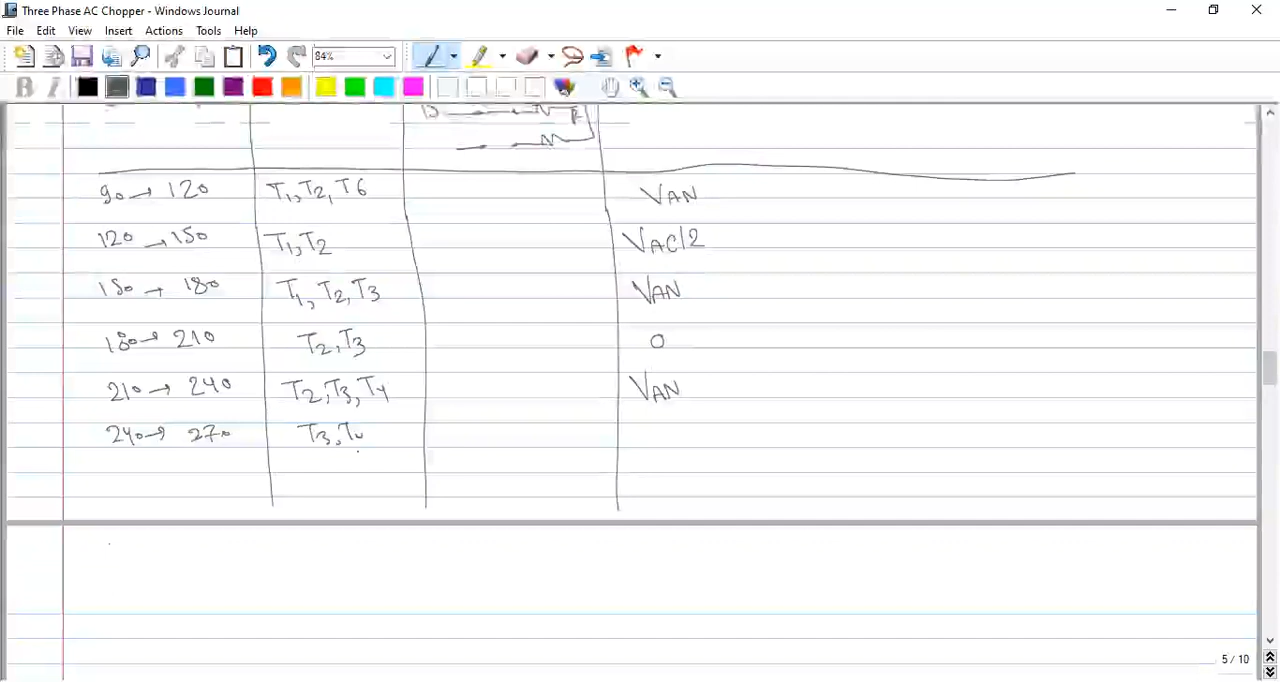 Three Phase AC Chopper - Windows Journal
File Edit View Insert Actions Tools Help
84%
B I
90 → 120 T1, T2, T6 VAN
120 → 150 T1, T2 VAC/2
150 → 180 T1, T2, T3 VAN
180 → 210 T2, T3 0
210 → 240 T2, T3, T4 VAN
240 → 270 T3, T4
5 / 10